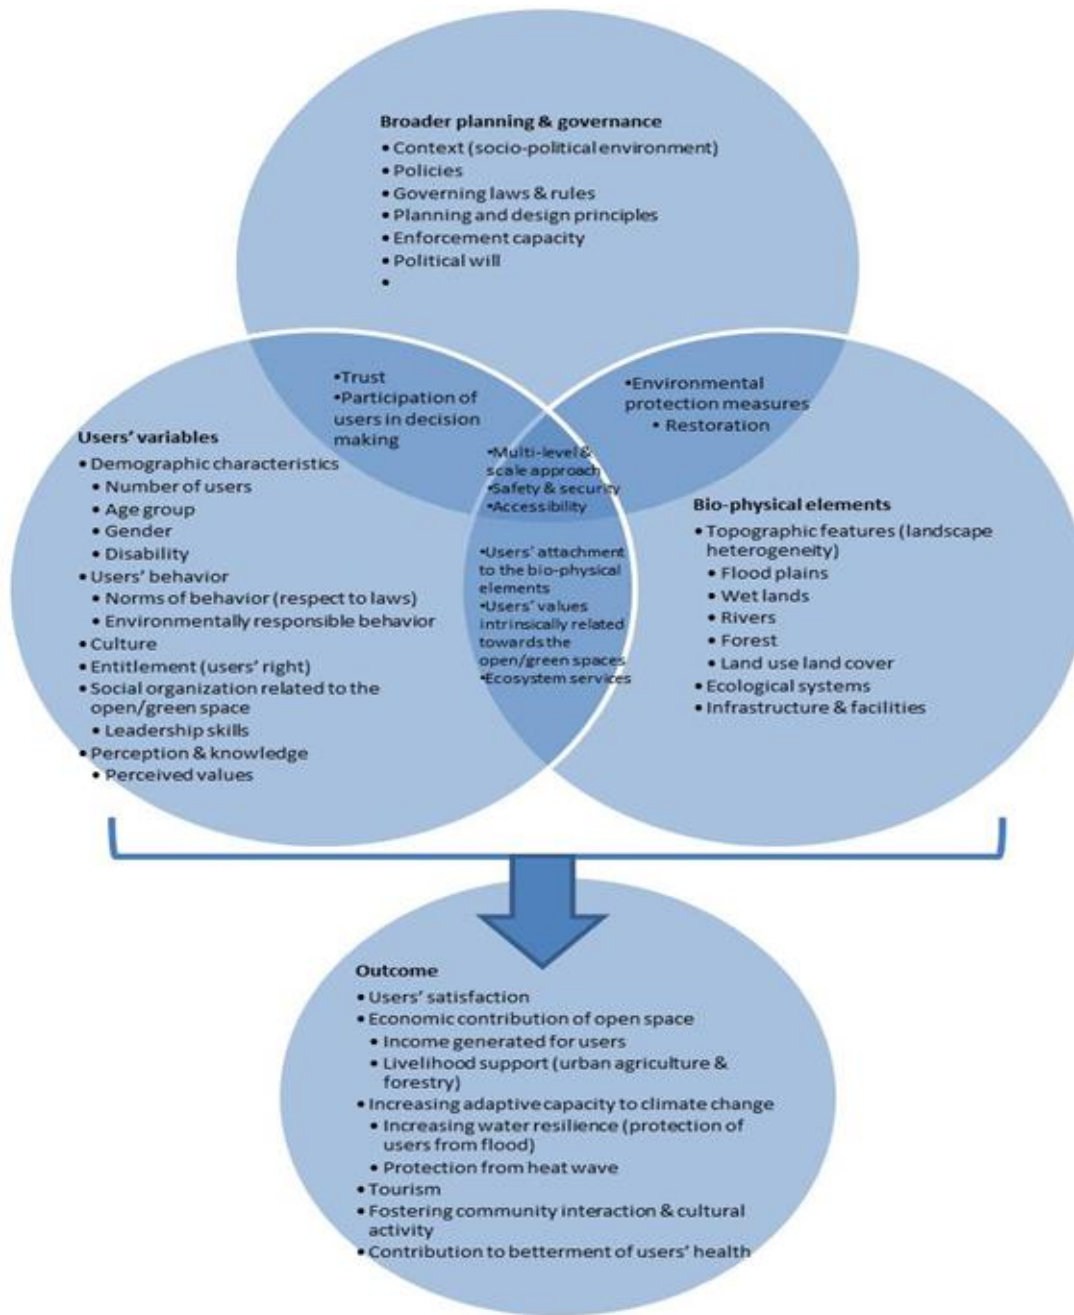 Broader planning & governance
• Context (socio-political environment)
• Policies
• Governing laws & rules
• Planning and design principles
• Enforcement capacity
• Political will
•
•Trust
•Participation of
users in decision
making
•Environmental
protection measures
• Restoration
Users' variables
• Demographic characteristics
• Number of users
• Age group
• Gender
• Disability
• Users' behavior
• Norms of behavior (respect to laws)
• Environmentally responsible behavior
• Culture
• Entitlement (users' right)
• Social organization related to the
open/green space
• Leadership skills
• Perception & knowledge
• Perceived values
•Multi-level &
scale approach
•Safety & security
•Accessibility
•Users' attachment
to the bio-physical
elements
•Users' values
intrinsically related
towards the
open/green spaces
•Ecosystem services
Bio-physical elements
• Topographic features (landscape
heterogeneity)
• Flood plains
• Wet lands
• Rivers
• Forest
• Land use land cover
• Ecological systems
• Infrastructure & facilities
Outcome
• Users' satisfaction
• Economic contribution of open space
• Income generated for users
• Livelihood support (urban agriculture &
forestry)
• Increasing adaptive capacity to climate change
• Increasing water resilience (protection of
users from flood)
• Protection from heat wave
• Tourism
• Fostering community interaction & cultural
activity
• Contribution to betterment of users' health